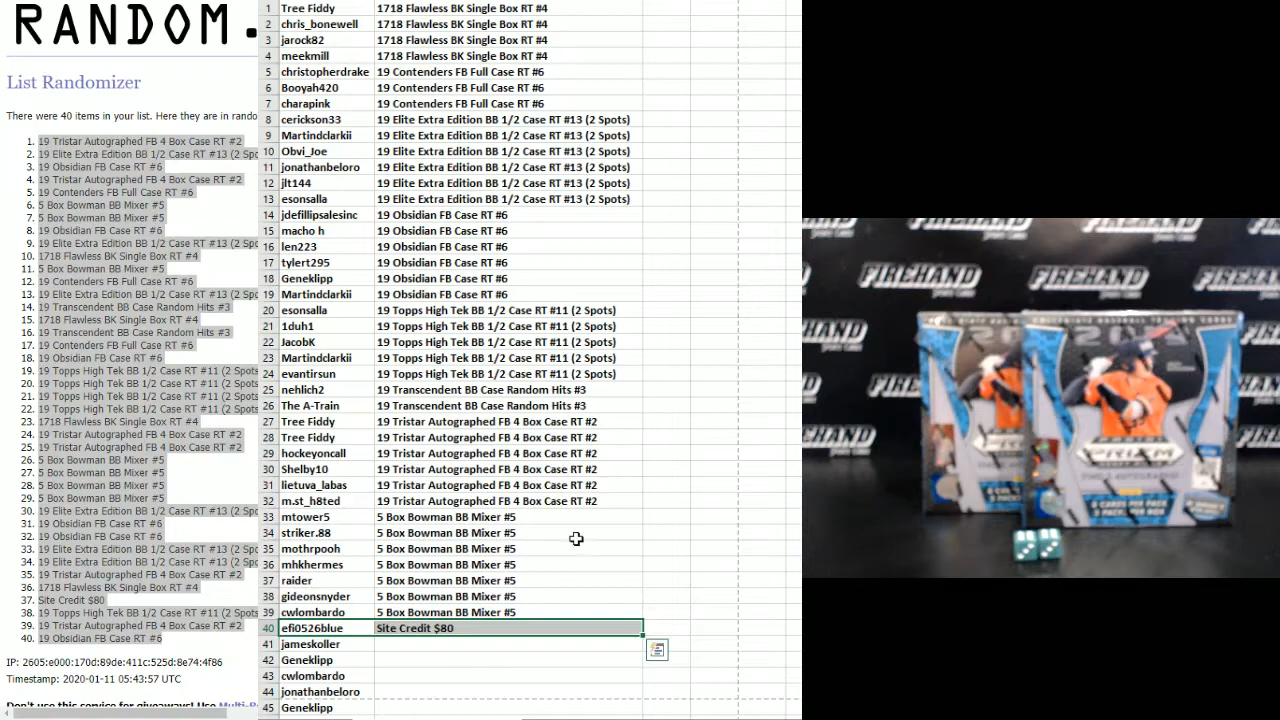 RANDOM.
List Randomizer
There were 40 items in your list. Here they are in rando
1. 19 Tristar Autographed FB 4 Box Case RT #2
2. 19 Elite Extra Edition BB 1/2 Case RT #13 (2 Spo
3. 19 Obsidian FB Case RT #6
4. 19 Tristar Autographed FB 4 Box Case RT #2
5. 19 Contenders FB Full Case RT #6
6. 5 Box Bowman BB Mixer #5
7. 5 Box Bowman BB Mixer #5
8. 19 Obsidian FB Case RT #6
9. 19 Elite Extra Edition BB 1/2 Case RT #13 (2 Spo
10. 1718 Flawless BK Single Box RT #4
11. 5 Box Bowman BB Mixer #5
12. 19 Contenders FB Full Case RT #6
13. 19 Elite Extra Edition BB 1/2 Case RT #13 (2 Spo
14. 19 Transcendent BB Case Random Hits #3
15. 1718 Flawless BK Single Box RT #4
16. 19 Transcendent BB Case Random Hits #3
17. 19 Contenders FB Full Case RT #6
18. 19 Obsidian FB Case RT #6
19. 19 Topps High Tek BB 1/2 Case RT #11 (2 Spots
20. 19 Topps High Tek BB 1/2 Case RT #11 (2 Spots
21. 19 Topps High Tek BB 1/2 Case RT #11 (2 Spots
22. 19 Topps High Tek BB 1/2 Case RT #11 (2 Spots
23. 1718 Flawless BK Single Box RT #4
24. 19 Tristar Autographed FB 4 Box Case RT #2
25. 19 Tristar Autographed FB 4 Box Case RT #2
26. 5 Box Bowman BB Mixer #5
27. 5 Box Bowman BB Mixer #5
28. 5 Box Bowman BB Mixer #5
29. 5 Box Bowman BB Mixer #5
30. 19 Elite Extra Edition BB 1/2 Case RT #13 (2 Spo
31. 19 Obsidian FB Case RT #6
32. 19 Obsidian FB Case RT #6
33. 19 Elite Extra Edition BB 1/2 Case RT #13 (2 Spo
34. 19 Elite Extra Edition BB 1/2 Case RT #13 (2 Spo
35. 19 Tristar Autographed FB 4 Box Case RT #2
36. 1718 Flawless BK Single Box RT #4
37. Site Credit $80
38. 19 Topps High Tek BB 1/2 Case RT #11 (2 Spots
39. 19 Tristar Autographed FB 4 Box Case RT #2
40. 19 Obsidian FB Case RT #6
IP: 2605:e000:170d:89de:411c:525d:8e74:4f86
Timestamp: 2020-01-11 05:43:57 UTC
Don't use this service for giveaways! Use Multi-R
1 Tree Fiddy 1718 Flawless BK Single Box RT #4
2 chris_bonewell 1718 Flawless BK Single Box RT #4
3 jarock82 1718 Flawless BK Single Box RT #4
4 meekmill 1718 Flawless BK Single Box RT #4
5 christopherdrake 19 Contenders FB Full Case RT #6
6 Booyah420 19 Contenders FB Full Case RT #6
7 charapink 19 Contenders FB Full Case RT #6
8 cerickson33 19 Elite Extra Edition BB 1/2 Case RT #13 (2 Spots)
9 Martindclarkii 19 Elite Extra Edition BB 1/2 Case RT #13 (2 Spots)
10 Obvi_Joe 19 Elite Extra Edition BB 1/2 Case RT #13 (2 Spots)
11 jonathanbeloro 19 Elite Extra Edition BB 1/2 Case RT #13 (2 Spots)
12 jlt144 19 Elite Extra Edition BB 1/2 Case RT #13 (2 Spots)
13 esonsalla 19 Elite Extra Edition BB 1/2 Case RT #13 (2 Spots)
14 jdefillipsalesinc 19 Obsidian FB Case RT #6
15 macho h 19 Obsidian FB Case RT #6
16 len223 19 Obsidian FB Case RT #6
17 tylert295 19 Obsidian FB Case RT #6
18 Geneklipp 19 Obsidian FB Case RT #6
19 Martindclarkii 19 Obsidian FB Case RT #6
20 esonsalla 19 Topps High Tek BB 1/2 Case RT #11 (2 Spots)
21 1duh1 19 Topps High Tek BB 1/2 Case RT #11 (2 Spots)
22 JacobK 19 Topps High Tek BB 1/2 Case RT #11 (2 Spots)
23 Martindclarkii 19 Topps High Tek BB 1/2 Case RT #11 (2 Spots)
24 evantirsun 19 Topps High Tek BB 1/2 Case RT #11 (2 Spots)
25 nehlich2 19 Transcendent BB Case Random Hits #3
26 The A-Train 19 Transcendent BB Case Random Hits #3
27 Tree Fiddy 19 Tristar Autographed FB 4 Box Case RT #2
28 Tree Fiddy 19 Tristar Autographed FB 4 Box Case RT #2
29 hockeyoncall 19 Tristar Autographed FB 4 Box Case RT #2
30 Shelby10 19 Tristar Autographed FB 4 Box Case RT #2
31 lietuva_labas 19 Tristar Autographed FB 4 Box Case RT #2
32 m.st_h8ted 19 Tristar Autographed FB 4 Box Case RT #2
33 mtower5 5 Box Bowman BB Mixer #5
34 striker.88 5 Box Bowman BB Mixer #5
35 mothrpooh 5 Box Bowman BB Mixer #5
36 mhkhermes 5 Box Bowman BB Mixer #5
37 raider 5 Box Bowman BB Mixer #5
38 gideonsnyder 5 Box Bowman BB Mixer #5
39 cwlombardo 5 Box Bowman BB Mixer #5
40 efi0526blue Site Credit $80
41 jameskoller
42 Geneklipp
43 cwlombardo
44 jonathanbeloro
45 Geneklipp
FIREHAND
FIREHAND
FIREHAND
PRIZM